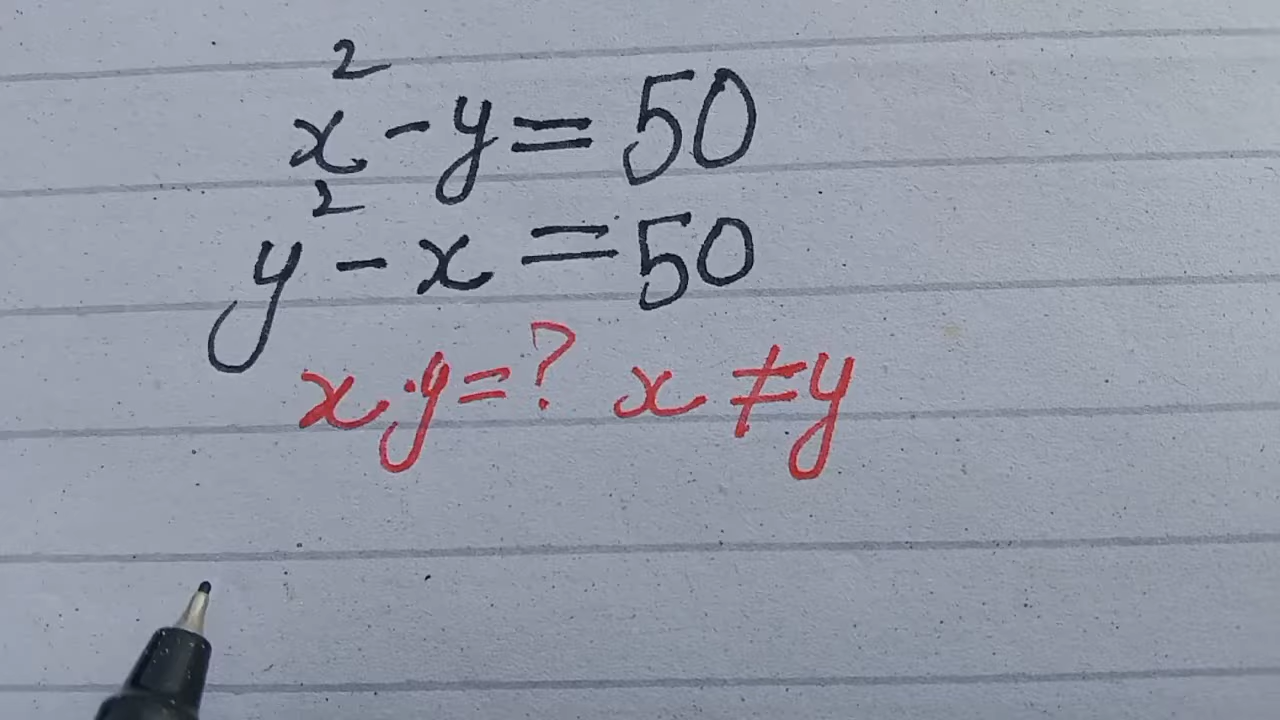 x² - y = 50
y² - x = 50
x.y = ? x ≠ y